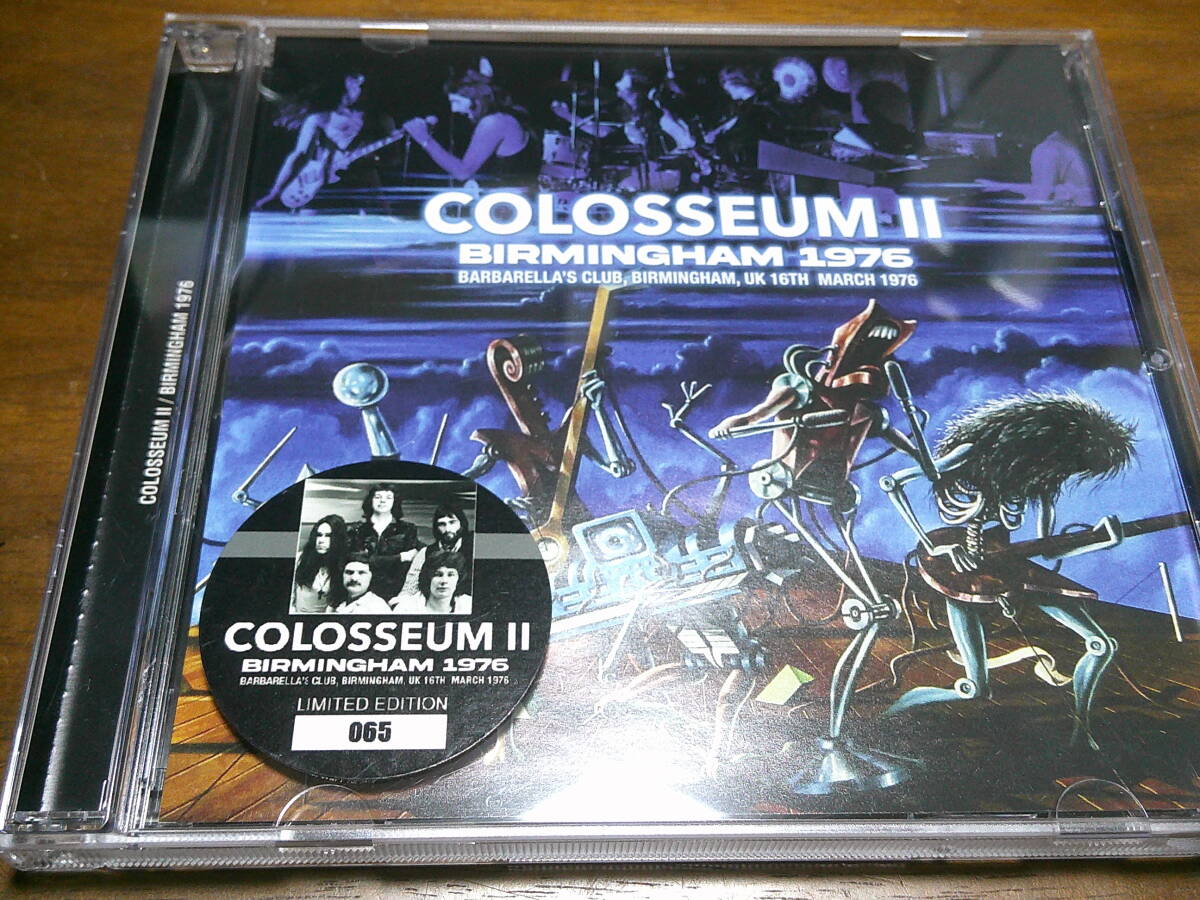 COLOSSEUM II
BIRMINGHAM 1976
BARBARELLA'S CLUB, BIRMINGHAM, UK 16TH MARCH 1976
COLOSSEUM II / BIRMINGHAM 1976
COLOSSEUM II
BIRMINGHAM 1976
BARBARELLA'S CLUB, BIRMINGHAM, UK 16TH MARCH 1976
LIMITED EDITION
065